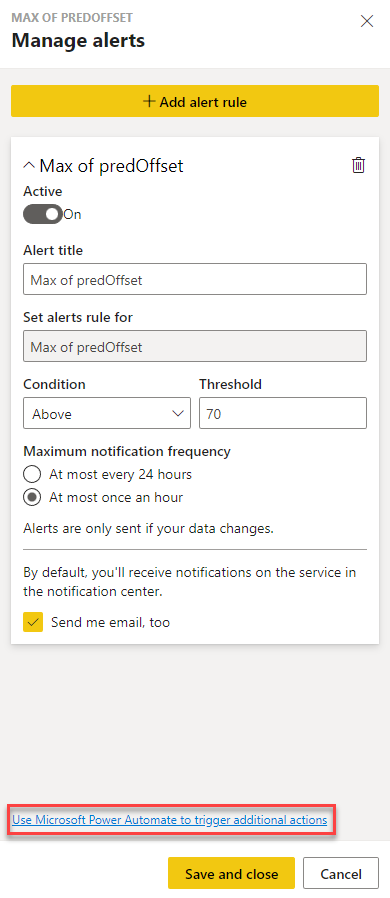 MAX OF PREDOFFSET
Manage alerts
+ Add alert rule
Max of predOffset
Active
On
Alert title
Max of predOffset
Set alerts rule for
Max of predOffset
Condition
Threshold
Above
70
Maximum notification frequency
At most every 24 hours
At most once an hour
Alerts are only sent if your data changes.
By default, you'll receive notifications on the service in
the notification center.
Send me email, too
Use Microsoft Power Automate to trigger additional actions
Save and close
Cancel